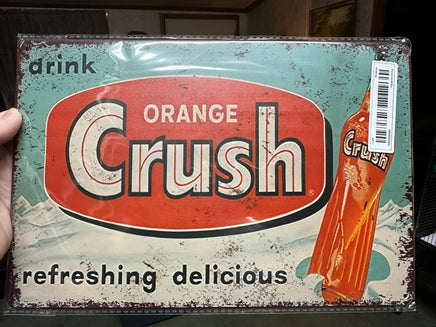 drink
ORANGE
Crush
Crush
refreshing delicious